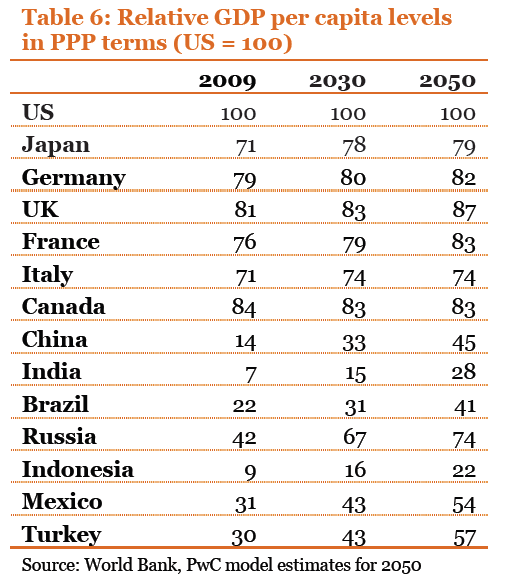 Table 6: Relative GDP per capita levels
in PPP terms (US = 100)
2009 2030 2050
US 100 100 100
Japan 71 78 79
Germany 79 80 82
UK 81 83 87
France 76 79 83
Italy 71 74 74
Canada 84 83 83
China 14 33 45
India 7 15 28
Brazil 22 31 41
Russia 42 67 74
Indonesia 9 16 22
Mexico 31 43 54
Turkey 30 43 57
Source: World Bank, PwC model estimates for 2050